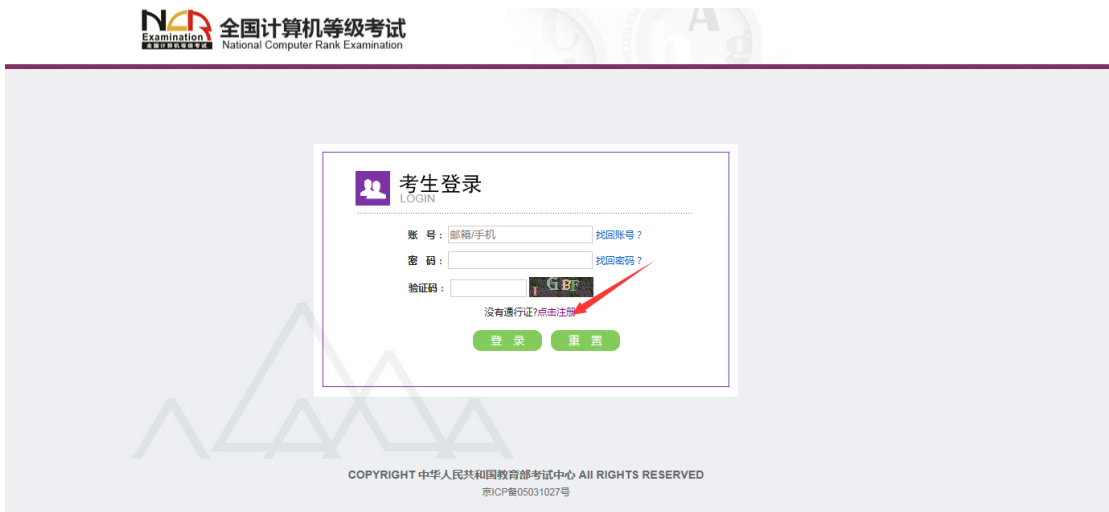 NCR
Examination
全国计算机等级考试
全国计算机等级考试
National Computer Rank Examination
考生登录
LOGIN
账 号： 邮箱/手机 找回账号？
密 码： 找回密码？
验证码： I G B F
没有通行证?点击注册
登 录 重 置
COPYRIGHT 中华人民共和国教育部考试中心 All RIGHTS RESERVED
京ICP备05031027号